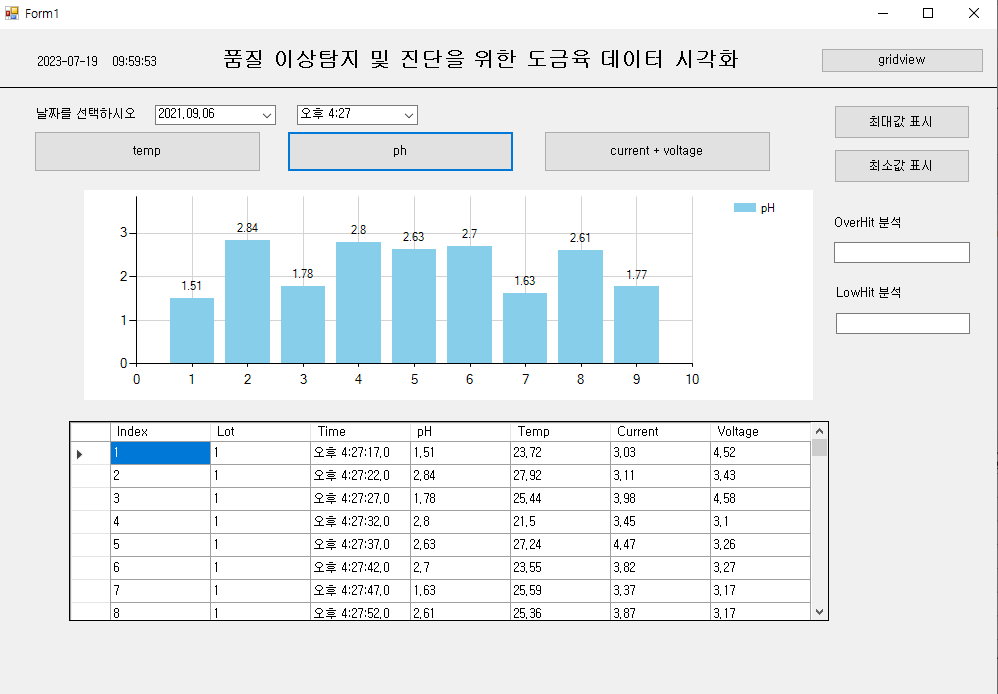 Form1
2023-07-19 09:59:53 품질 이상탐지 및 진단을 위한 도금욕 데이터 시각화 gridview
날짜를 선택하시오 2021.09.06 오후 4:27 최대값 표시
temp ph current + voltage 최소값 표시
pH
OverHit 분석
LowHit 분석
3
2
1
0
1.51 2.84 1.78 2.8 2.63 2.7 1.63 2.61 1.77
0 1 2 3 4 5 6 7 8 9 10
Index Lot Time pH Temp Current Voltage
1 1 오후 4:27:17.0 1.51 23.72 3.03 4.52
2 1 오후 4:27:22.0 2.84 27.92 3.11 3.43
3 1 오후 4:27:27.0 1.78 25.44 3.98 4.58
4 1 오후 4:27:32.0 2.8 21.5 3.45 3.1
5 1 오후 4:27:37.0 2.63 27.24 4.47 3.26
6 1 오후 4:27:42.0 2.7 23.55 3.82 3.27
7 1 오후 4:27:47.0 1.63 25.59 3.37 3.17
8 1 오후 4:27:52.0 2.61 25.36 3.87 3.17